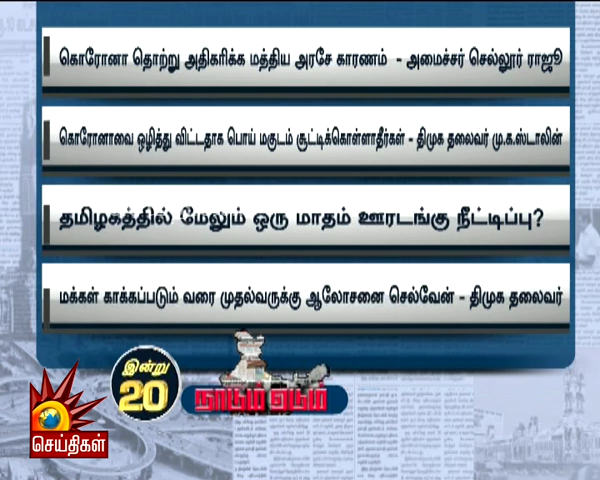 கொரோனா தொற்று அதிகரிக்க மத்திய அரசே காரணம் - அமைச்சர் செல்லூர் ராஜூ
கொரோனாவை ஒழித்து விட்டதாக பொய் மகுடம் சூட்டிக்கொள்ளாதீர்கள் - திமுக தலைவர் மு.க.ஸ்டாலின்
தமிழகத்தில் மேலும் ஒரு மாதம் ஊரடங்கு நீட்டிப்பு?
மக்கள் காக்கப்படும் வரை முதல்வருக்கு ஆலோசனை செல்வேன் - திமுக தலைவர்
இன்று
20
நாடும் ஏடும்
செய்திகள்